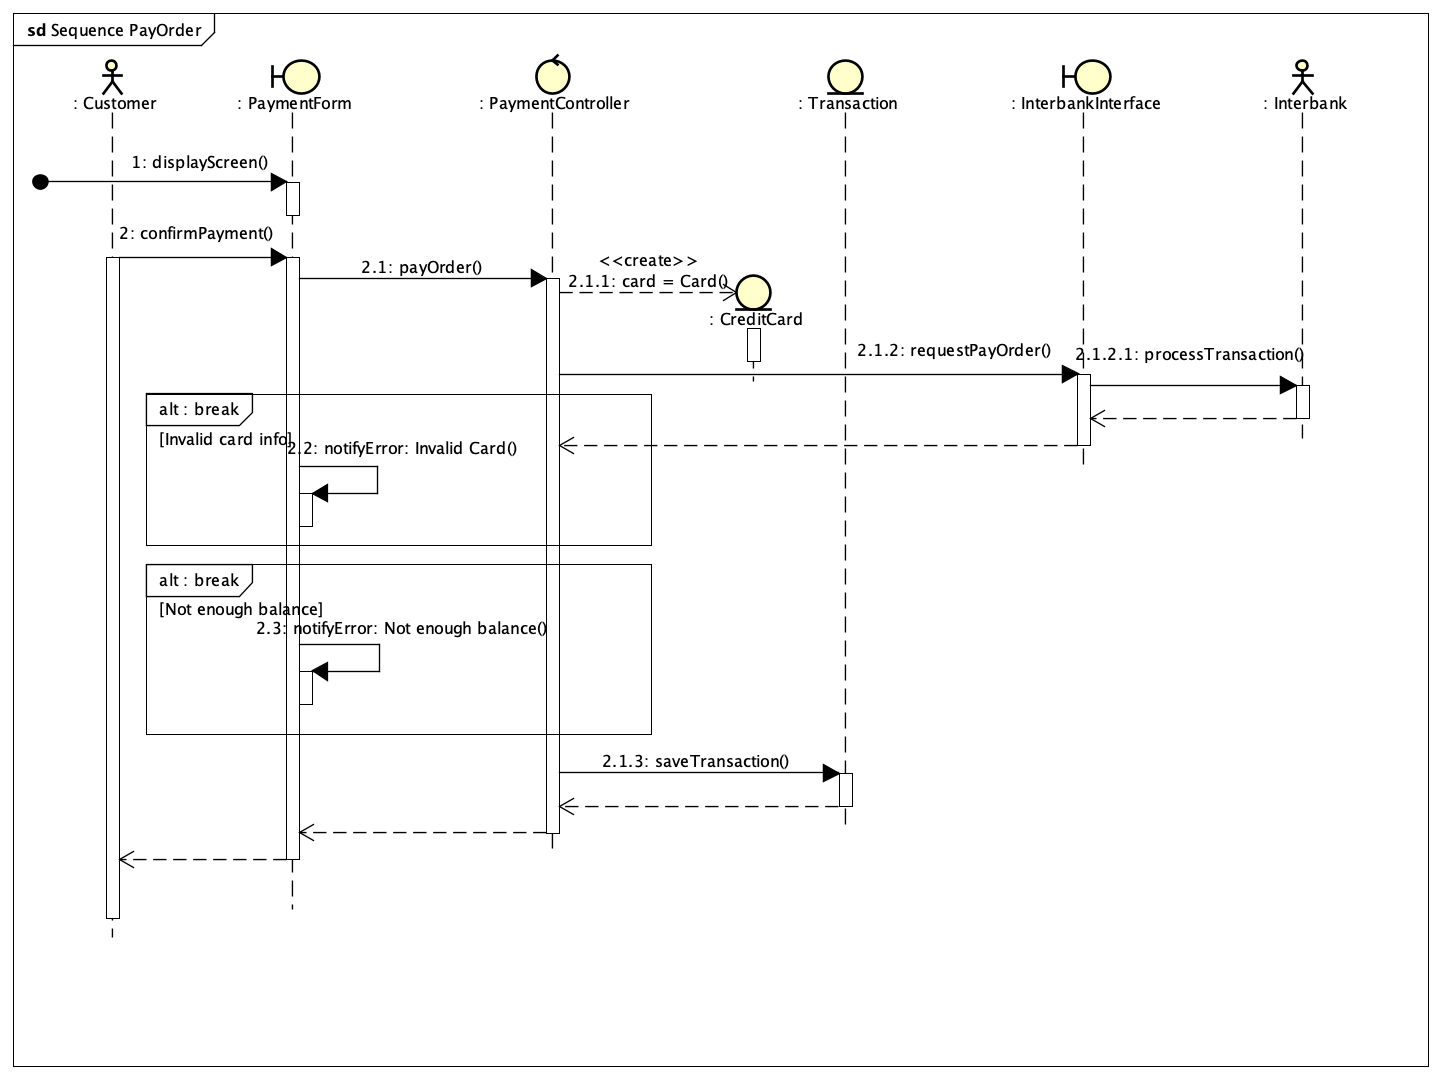 sd Sequence PayOrder
: Customer
: PaymentForm
: PaymentController
: Transaction
: InterbankInterface
: Interbank
1: displayScreen()
2: confirmPayment()
2.1: payOrder()
<<create>>
2.1.1: card = Card()
: CreditCard
2.1.2: requestPayOrder()
2.1.2.1: processTransaction()
alt : break
[Invalid card info]
2.2: notifyError: Invalid Card()
alt : break
[Not enough balance]
2.3: notifyError: Not enough balance()
2.1.3: saveTransaction()